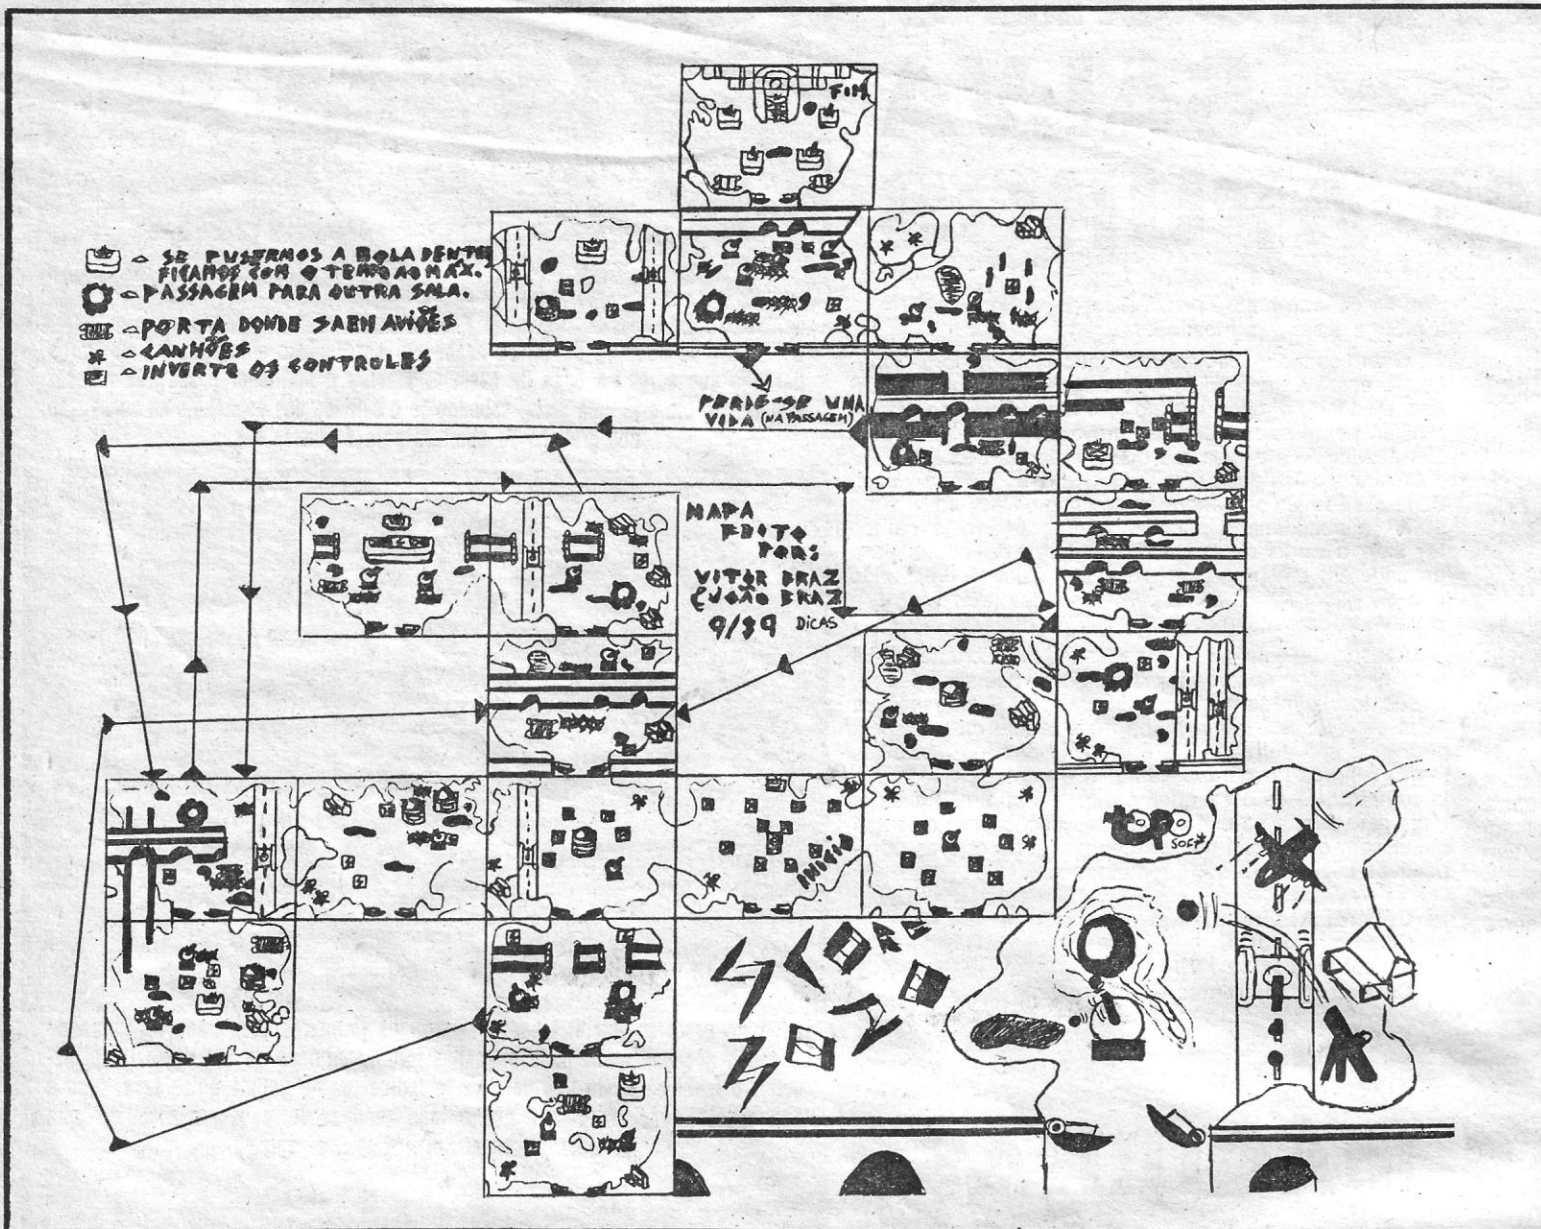 FIM
- SE PUSERMOS A BOLA DENTRO
FICAMOS COM O TEMPO AO MÁX.
- PASSAGEM PARA OUTRA SALA.
- PORTA DONDE SAEM AVIÕES
- CANHÕES
- INVERTE OS CONTROLES
PERDE-SE UMA
VIDA (NA PASSAGEM)
MAPA
FEITO
POR:
VITOR BRAZ
E JOÃO BRAZ
9/89 DICAS
INICIO
topo
SOFT